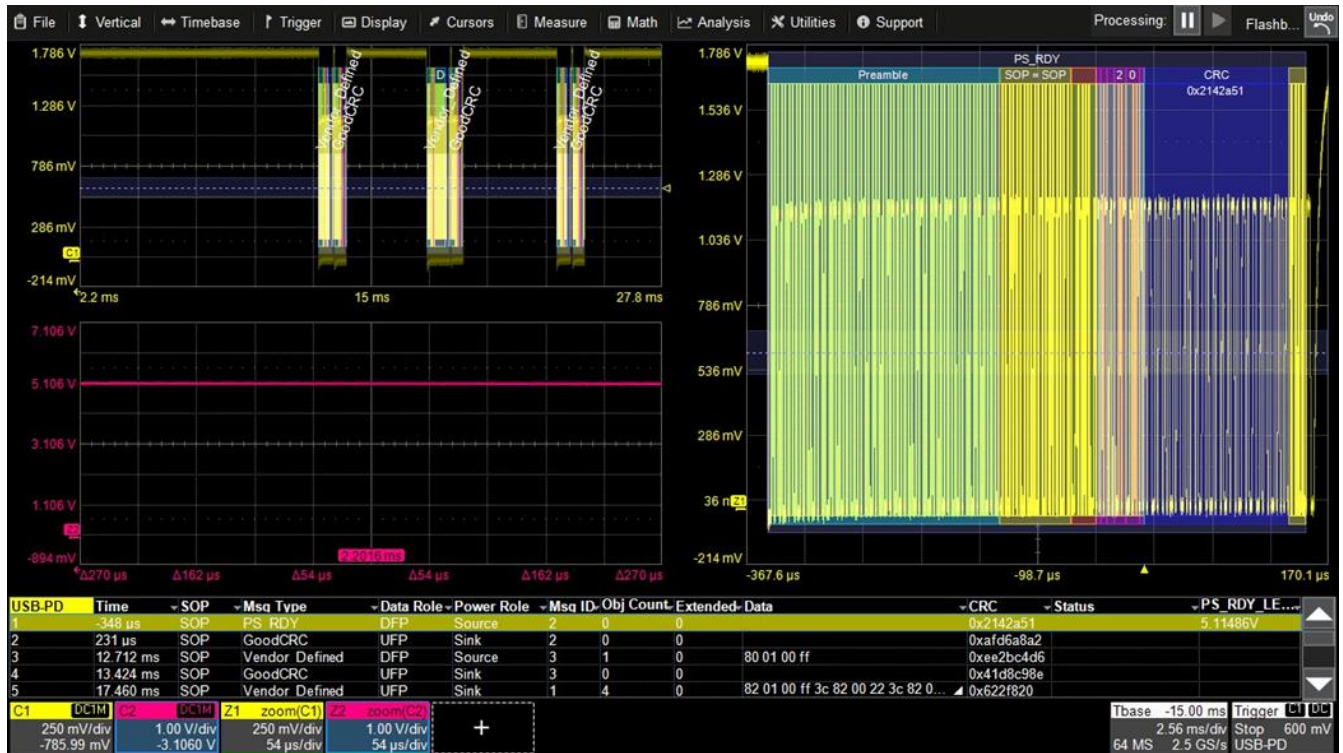 File Vertical Timebase Trigger Display Cursors Measure Math Analysis Utilities Support Processing: Flashb... Undo
1.786 V
1.286 V
786 mV
286 mV
C1
-214 mV
2.2 ms 15 ms 27.8 ms
Vendor_Defined
GoodCRC
D
Vendor_Defined
GoodCRC
Vendor_Defined
GoodCRC
7.106 V
5.106 V
3.106 V
1.106 V
Z2
-894 mV
2.2016 ms
Δ270 µs Δ162 µs Δ54 µs Δ54 µs Δ162 µs Δ270 µs
1.786 V
1.536 V
1.286 V
1.036 V
786 mV
536 mV
286 mV
36 m
Z1
-214 mV
PS_RDY
Preamble SOP = SOP 2 0 CRC
0x2142a51
-367.6 µs -98.7 µs 170.1 µs
USB-PD Time SOP Msg Type Data Role Power Role Msg ID Obj Count Extended Data CRC Status PS_RDY_LE...
1 -348 µs SOP PS_RDY DFP Source 2 0 0 0x2142a51 5.11486V
2 231 µs SOP GoodCRC UFP Sink 2 0 0 0xafd6a8a2
3 12.712 ms SOP Vendor_Defined DFP Source 3 1 0 80 01 00 ff 0xee2bc4d6
4 13.424 ms SOP GoodCRC UFP Sink 3 0 0 0x41d8c98e
5 17.460 ms SOP Vendor_Defined UFP Sink 1 4 0 82 01 00 ff 3c 82 00 22 3c 82 0... 0x622f820
C1 DC1M C2 DC1M Z1 zoom(C1) Z2 zoom(C2) Tbase -15.00 ms Trigger C1 DC
250 mV/div 1.00 V/div 250 mV/div 1.00 V/div + 2.56 ms/div Stop 600 mV
-785.99 mV -3.1060 V 54 µs/div 54 µs/div 64 MS 2.5 GS/s USB-PD